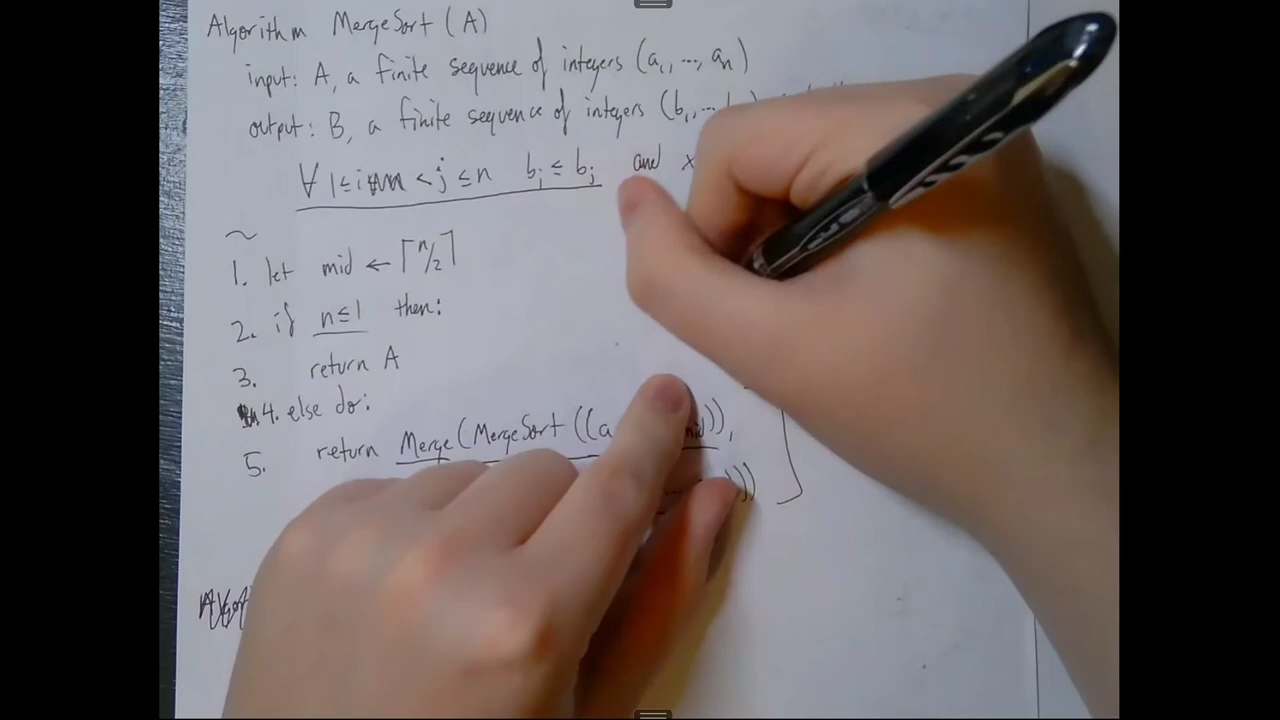 Algorithm MergeSort (A)
input: A, a finite sequence of integers (a₁, ..., aₙ)
output: B, a finite sequence of integers (b₁, ...
∀ 1≤i < j ≤ n bᵢ ≤ bⱼ and x
~
1. let mid ← ⌈n/2⌉
2. if n≤1 then:
3. return A
4. else do:
5. return Merge (MergeSort ((a mid)),
)))